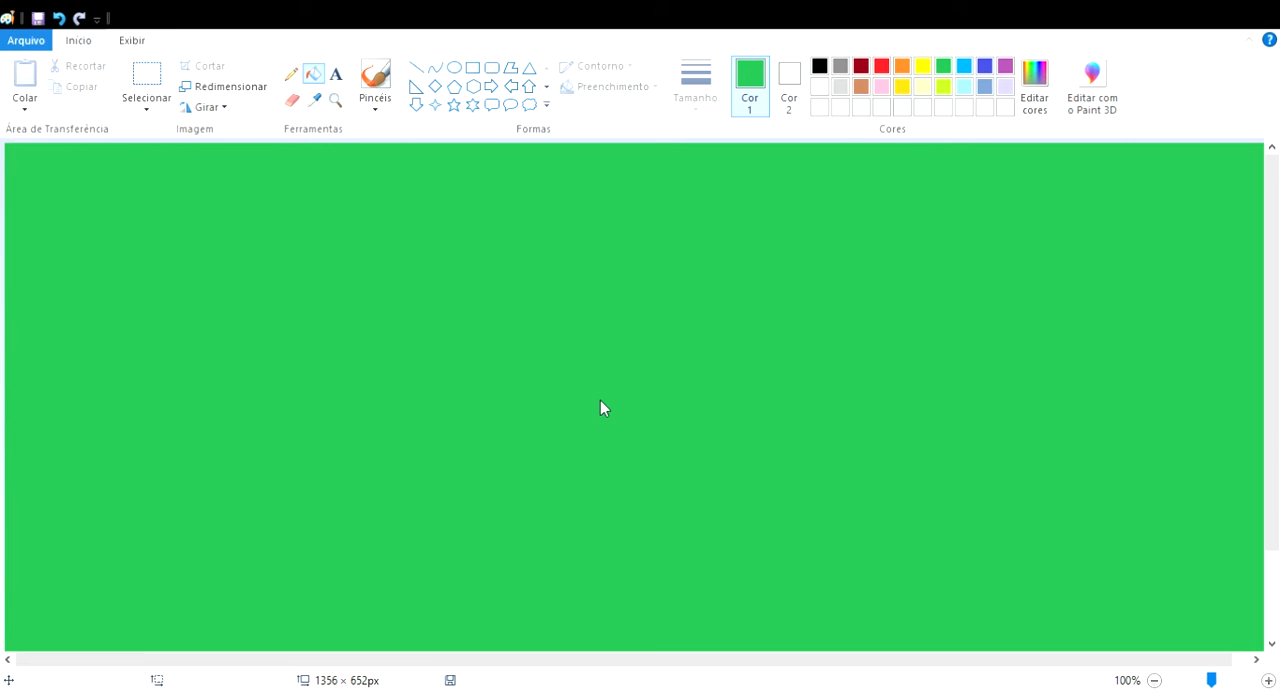 Arquivo Início Exibir
Recortar Cortar Contorno
Copiar Redimensionar Preenchimento
Colar Selecionar Girar A Pincéis Tamanho Cor 1 Cor 2 Editar cores Editar com o Paint 3D
Área de Transferência Imagem Ferramentas Formas Cores
1356 × 652px 100%